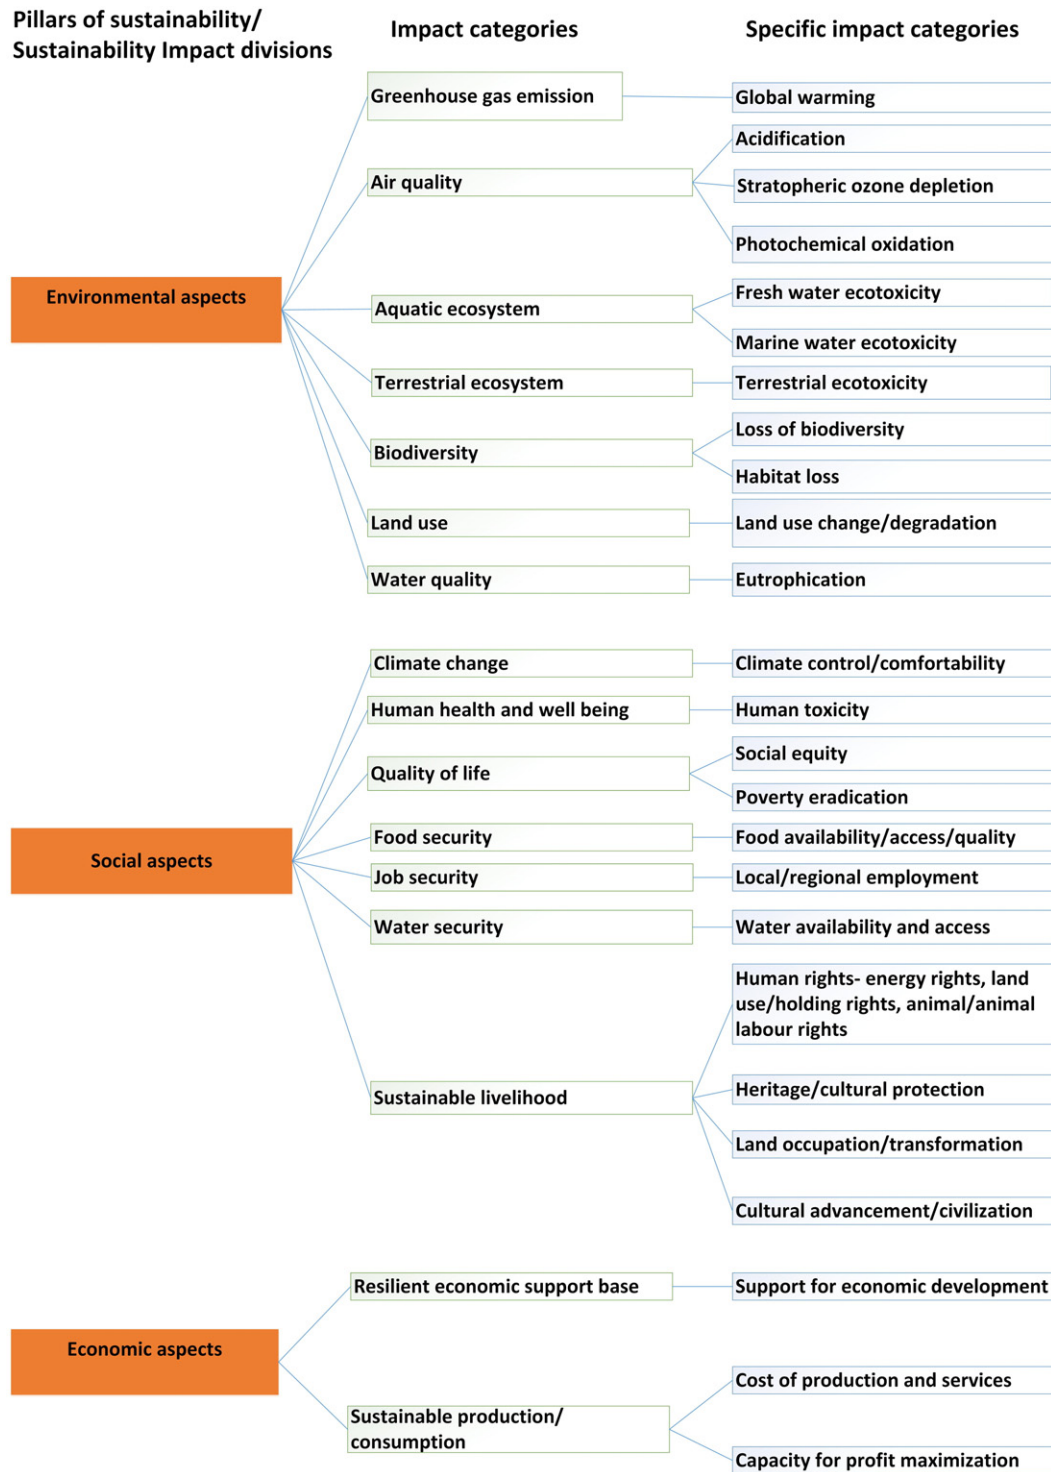 Pillars of sustainability/
Sustainability Impact divisions
Impact categories
Specific impact categories
Environmental aspects
Greenhouse gas emission
Global warming
Air quality
Acidification
Stratopheric ozone depletion
Photochemical oxidation
Aquatic ecosystem
Fresh water ecotoxicity
Marine water ecotoxicity
Terrestrial ecosystem
Terrestrial ecotoxicity
Biodiversity
Loss of biodiversity
Habitat loss
Land use
Land use change/degradation
Water quality
Eutrophication
Social aspects
Climate change
Climate control/comfortability
Human health and well being
Human toxicity
Quality of life
Social equity
Poverty eradication
Food security
Food availability/access/quality
Job security
Local/regional employment
Water security
Water availability and access
Sustainable livelihood
Human rights- energy rights, land
use/holding rights, animal/animal
labour rights
Heritage/cultural protection
Land occupation/transformation
Cultural advancement/civilization
Economic aspects
Resilient economic support base
Support for economic development
Sustainable production/
consumption
Cost of production and services
Capacity for profit maximization